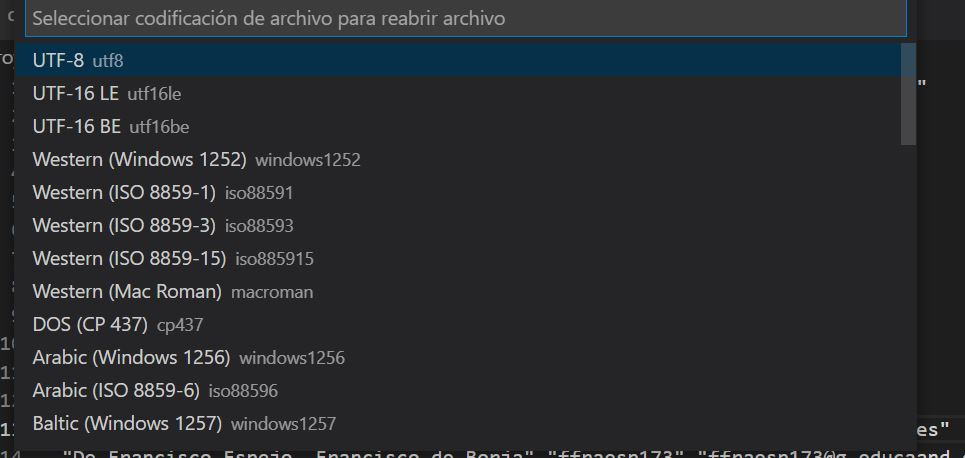 Seleccionar codificación de archivo para reabrir archivo
UTF-8 utf8
UTF-16 LE utf16le
UTF-16 BE utf16be
Western (Windows 1252) windows1252
Western (ISO 8859-1) iso88591
Western (ISO 8859-3) iso88593
Western (ISO 8859-15) iso885915
Western (Mac Roman) macroman
DOS (CP 437) cp437
Arabic (Windows 1256) windows1256
Arabic (ISO 8859-6) iso88596
Baltic (Windows 1257) windows1257
es"
14 "De Francisco Espejo, Francisco de Borja" "ffraesp173" "ffraesp173@g.educaand.